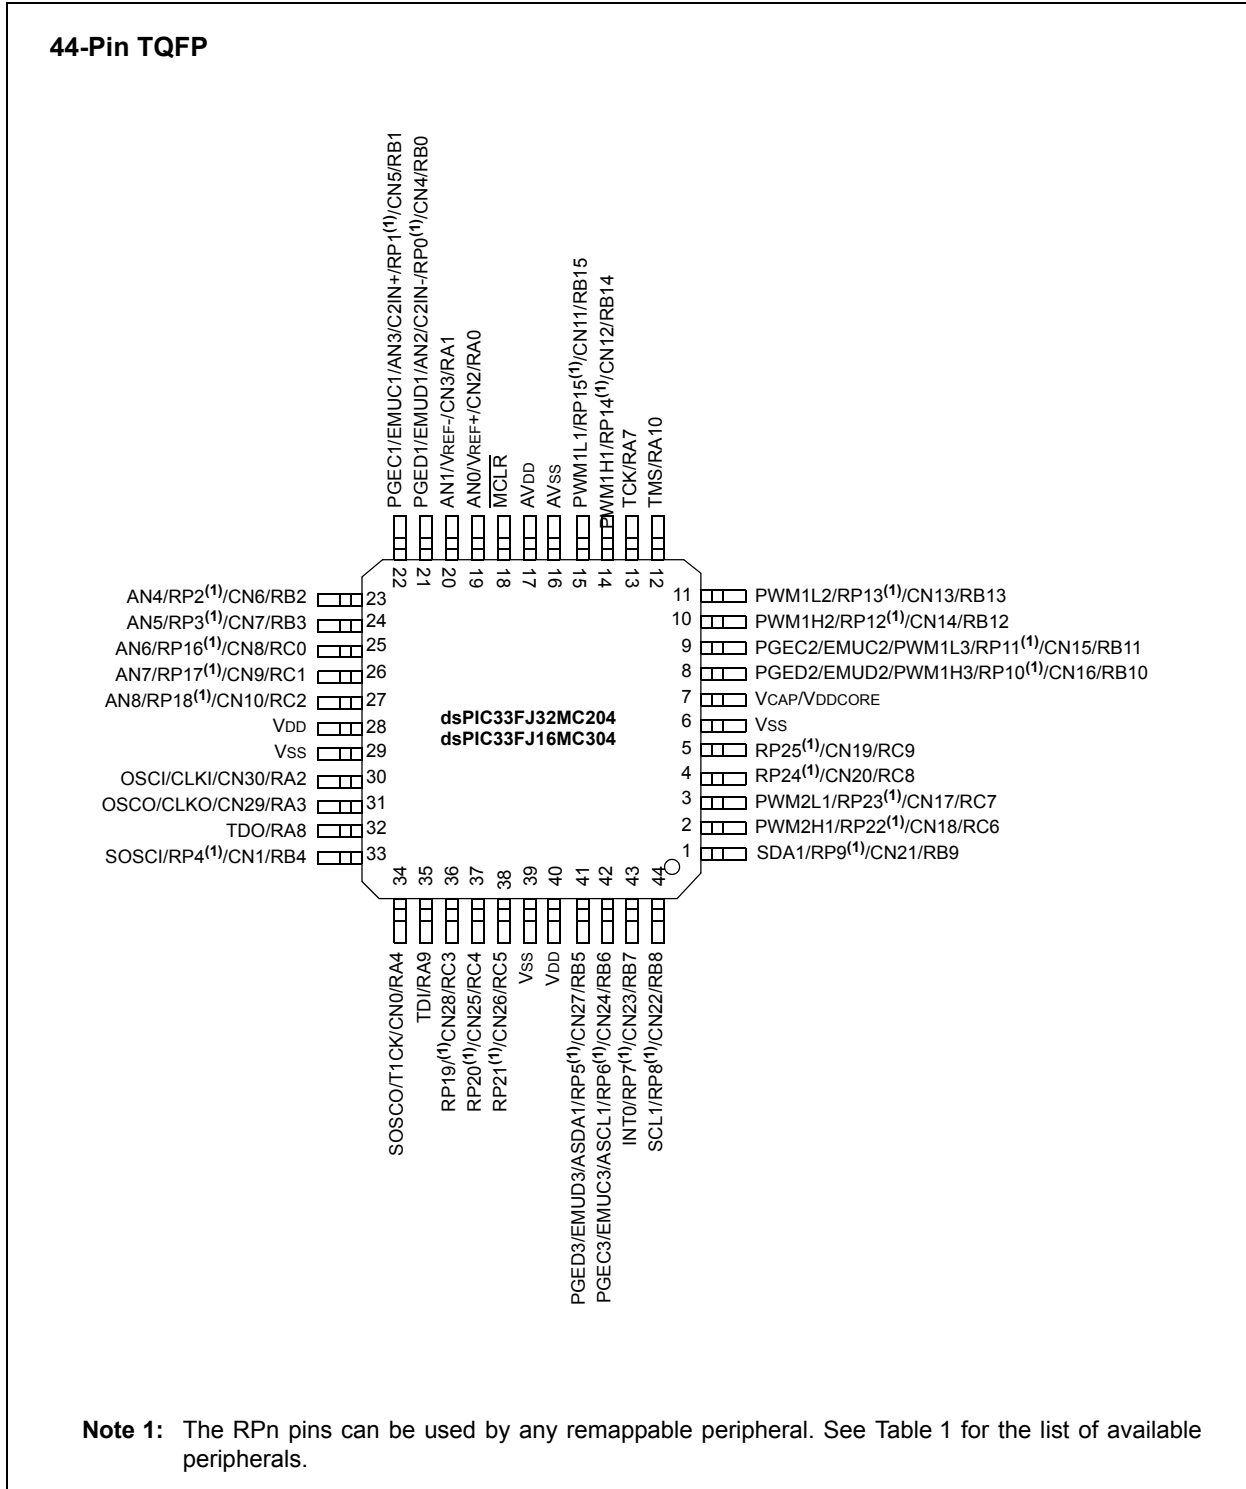 44-Pin TQFP
PGEC1/EMUC1/AN3/C2IN+/RP1(1)/CN5/RB1
PGED1/EMUD1/AN2/C2IN-/RP0(1)/CN4/RB0
AN1/VREF-/CN3/RA1
AN0/VREF+/CN2/RA0
MCLR
AVDD
AVSS
PWM1L1/RP15(1)/CN11/RB15
PWM1H1/RP14(1)/CN12/RB14
TCK/RA7
TMS/RA10
22 21 20 19 18 17 16 15 14 13 12
AN4/RP2(1)/CN6/RB2 23
AN5/RP3(1)/CN7/RB3 24
AN6/RP16(1)/CN8/RC0 25
AN7/RP17(1)/CN9/RC1 26
AN8/RP18(1)/CN10/RC2 27
VDD 28
VSS 29
OSCI/CLKI/CN30/RA2 30
OSCO/CLKO/CN29/RA3 31
TDO/RA8 32
SOSCI/RP4(1)/CN1/RB4 33
dsPIC33FJ32MC204
dsPIC33FJ16MC304
11 PWM1L2/RP13(1)/CN13/RB13
10 PWM1H2/RP12(1)/CN14/RB12
9 PGEC2/EMUC2/PWM1L3/RP11(1)/CN15/RB11
8 PGED2/EMUD2/PWM1H3/RP10(1)/CN16/RB10
7 VCAP/VDDCORE
6 VSS
5 RP25(1)/CN19/RC9
4 RP24(1)/CN20/RC8
3 PWM2L1/RP23(1)/CN17/RC7
2 PWM2H1/RP22(1)/CN18/RC6
1 SDA1/RP9(1)/CN21/RB9
34 35 36 37 38 39 40 41 42 43 44
SOSCO/T1CK/CN0/RA4
TDI/RA9
RP19/(1)CN28/RC3
RP20(1)/CN25/RC4
RP21(1)/CN26/RC5
VSS
VDD
PGED3/EMUD3/ASDA1/RP5(1)/CN27/RB5
PGEC3/EMUC3/ASCL1/RP6(1)/CN24/RB6
INT0/RP7(1)/CN23/RB7
SCL1/RP8(1)/CN22/RB8
Note 1: The RPn pins can be used by any remappable peripheral. See Table 1 for the list of available
peripherals.